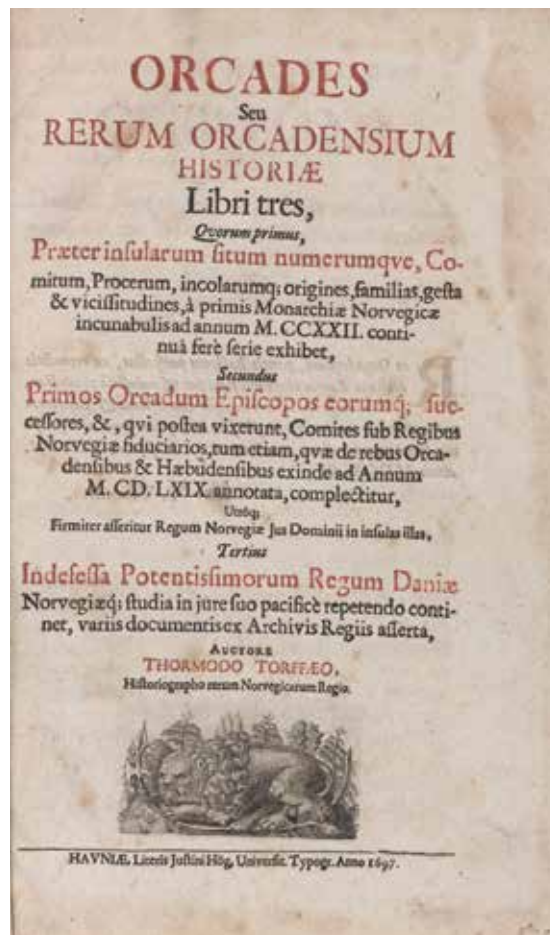 ORCADES
Seu
RERUM ORCADENSIUM
HISTORIÆ
Libri tres,
Qvorum primus,
Præter insularum situm numerumqve, Co-
mitum, Procerum, incolarumq; origines, familias, gesta
& vicissitudines, à primis Monarchiæ Norvegicæ
incunabulis ad annum M. CCXXII. conti-
nuâ ferè serie exhibet,
Secundus
Primos Orcadum Episcopos eorumq; suc-
cessores, &, qvi postea vixerunt, Comites sub Regibus
Norvegiæ fiduciarios, tum etiam, qvæ de rebus Orca-
densibus & Hæbudensibus exinde ad Annum
M. CD. LXIX. annotata, complectitur,
Utróq;
Firmiter asseritur Regum Norvegiæ Jus Dominii in insulas illas,
Tertius
Indefessa Potentissimorum Regum Daniæ
Norvegiæq; studia in jure suo pacificè repetendo conti-
net, variis documentis ex Archivis Regiis asserta,
AUCTORE
THORMODO TORFFÆO,
Historiographo rerum Norvegicarum Regio.
HAVNIÆ, Literis Justini Hög, Universit. Typogr. Anno 1697.